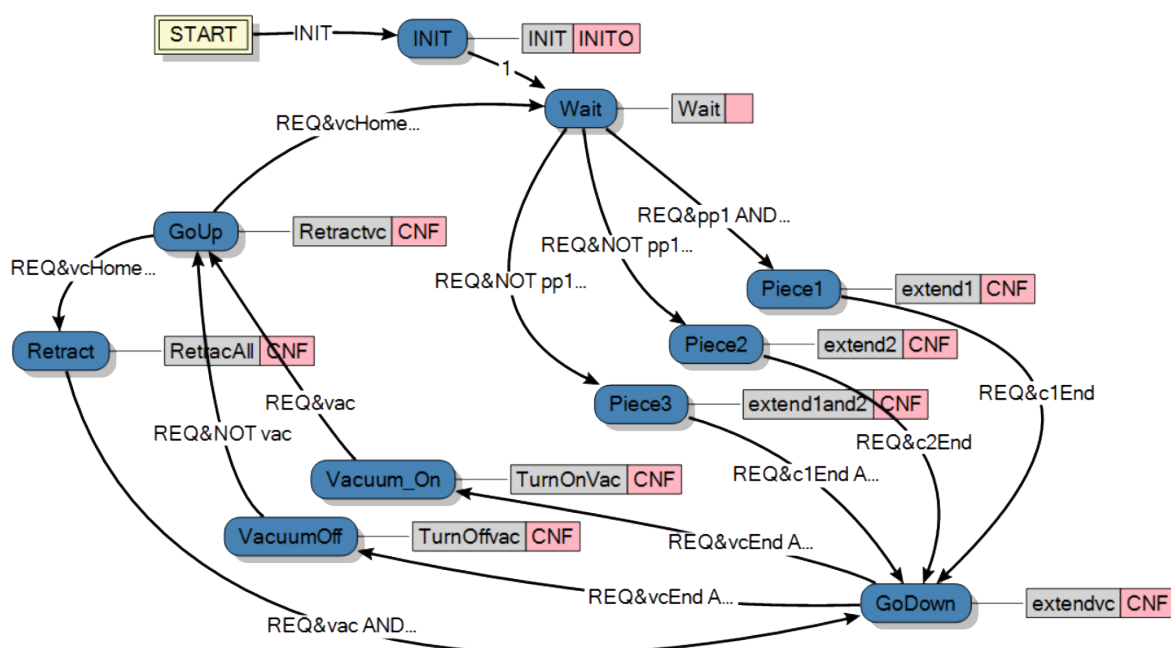 START
INIT
INIT
INIT INITO
1
Wait
Wait
REQ&vcHome...
REQ&pp1 AND...
GoUp
Retractvc CNF
REQ&NOT pp1...
REQ&vcHome...
REQ&NOT pp1...
Piece1
extend1 CNF
Retract
RetracAll CNF
Piece2
extend2 CNF
REQ&c1End
REQ&vac
Piece3
extend1and2 CNF
REQ&NOT vac
REQ&c2End
REQ&c1End A...
Vacuum_On
TurnOnVac CNF
VacuumOff
TurnOffvac CNF
REQ&vcEnd A...
REQ&vcEnd A...
GoDown
extendvc CNF
REQ&vac AND...